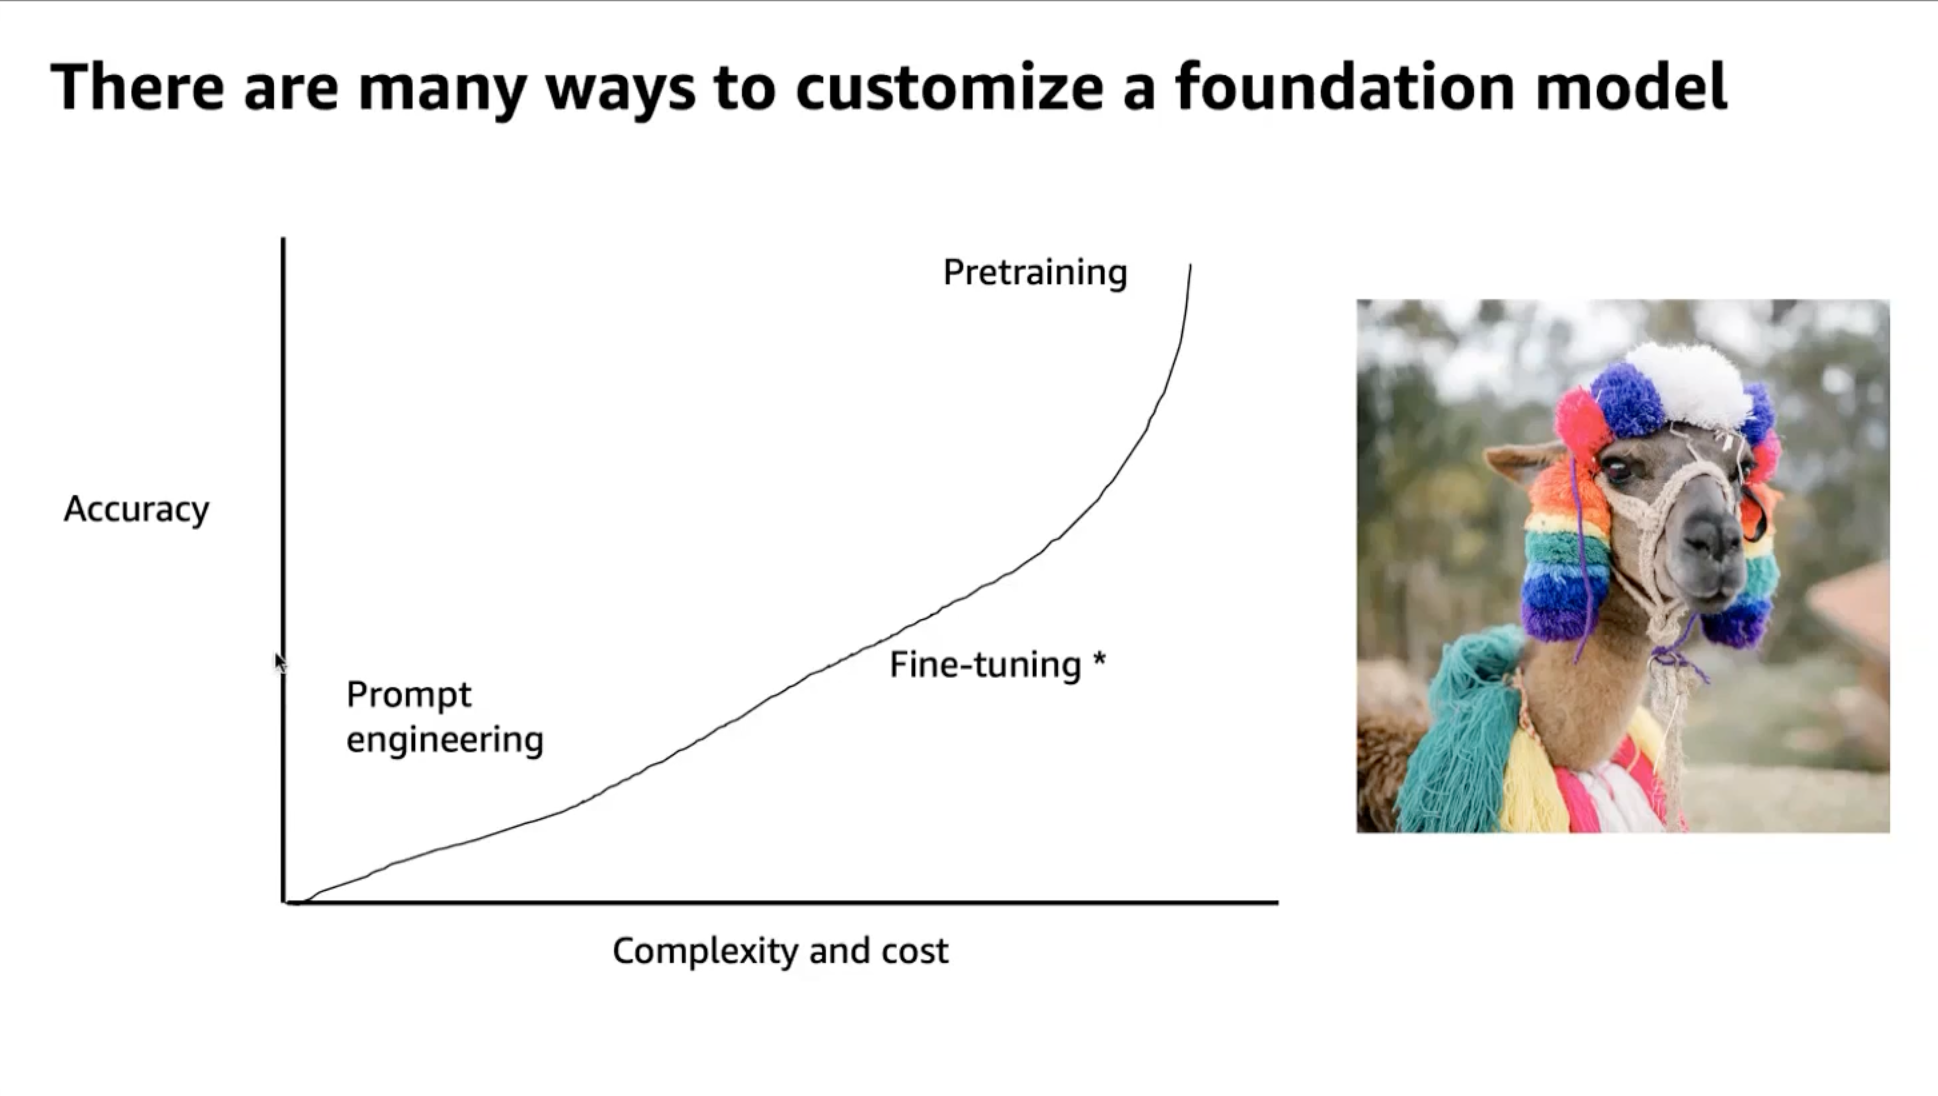 There are many ways to customize a foundation model
Pretraining
Accuracy
Fine-tuning *
Prompt
engineering
Complexity and cost